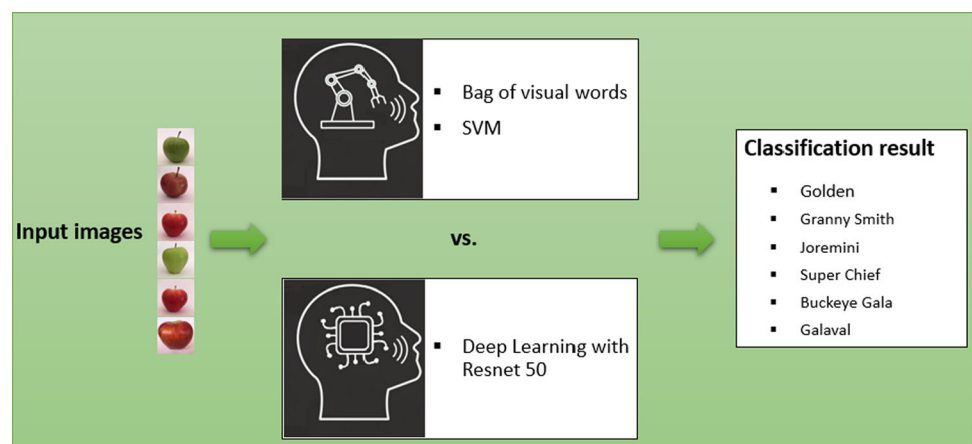 Input images
Bag of visual words
SVM
vs.
Deep Learning with
Resnet 50
Classification result
Golden
Granny Smith
Joremini
Super Chief
Buckeye Gala
Galaval